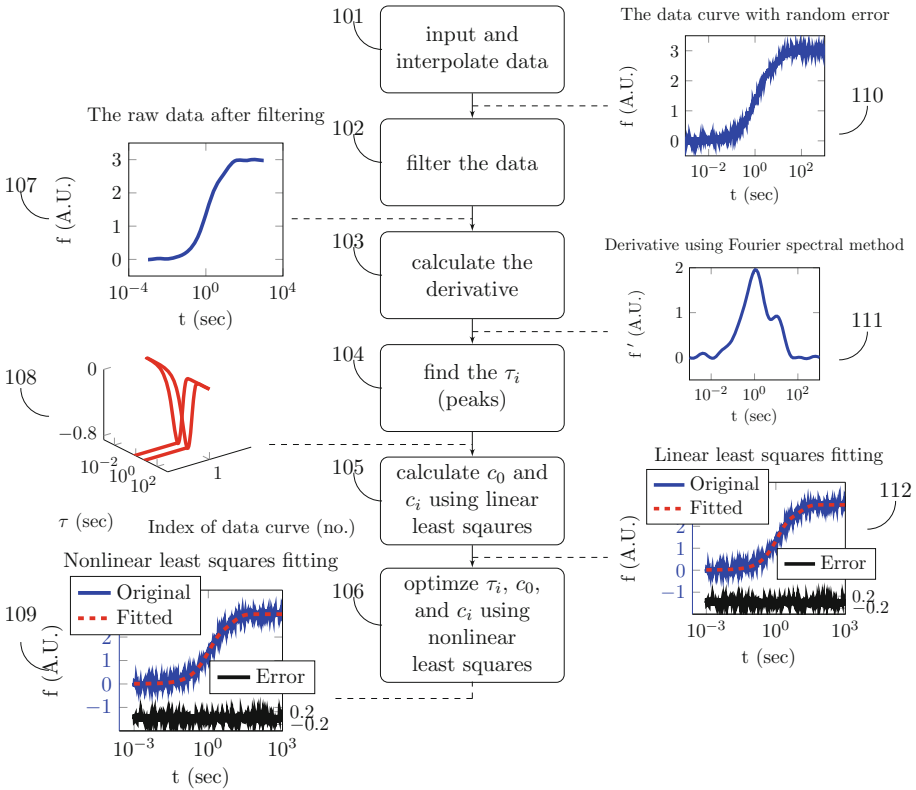 101
input and
interpolate data
The data curve with random error
3
2
1
0
f (A.U.)
10⁻²
10⁰
10²
t (sec)
110
The raw data after filtering
3
2
1
0
f (A.U.)
10⁻⁴
10⁰
10⁴
t (sec)
107
102
filter the data
103
calculate the
derivative
Derivative using Fourier spectral method
2
1
0
f ′ (A.U.)
10⁻²
10⁰
10²
t (sec)
111
104
find the τᵢ
(peaks)
108
0
−0.8
10⁻²
10⁰
10²
1
τ (sec)
Index of data curve (no.)
105
calculate c₀ and
cᵢ using linear
least sqaures
Linear least squares fitting
Original
Fitted
Error
2
1
0
−1
f (A.U.)
0.2
−0.2
10⁻³
10⁰
10³
t (sec)
112
106
optimze τᵢ, c₀,
and cᵢ using
nonlinear
least squares
Nonlinear least squares fitting
Original
Fitted
Error
2
1
0
−1
f (A.U.)
0.2
−0.2
10⁻³
10⁰
10³
t (sec)
109